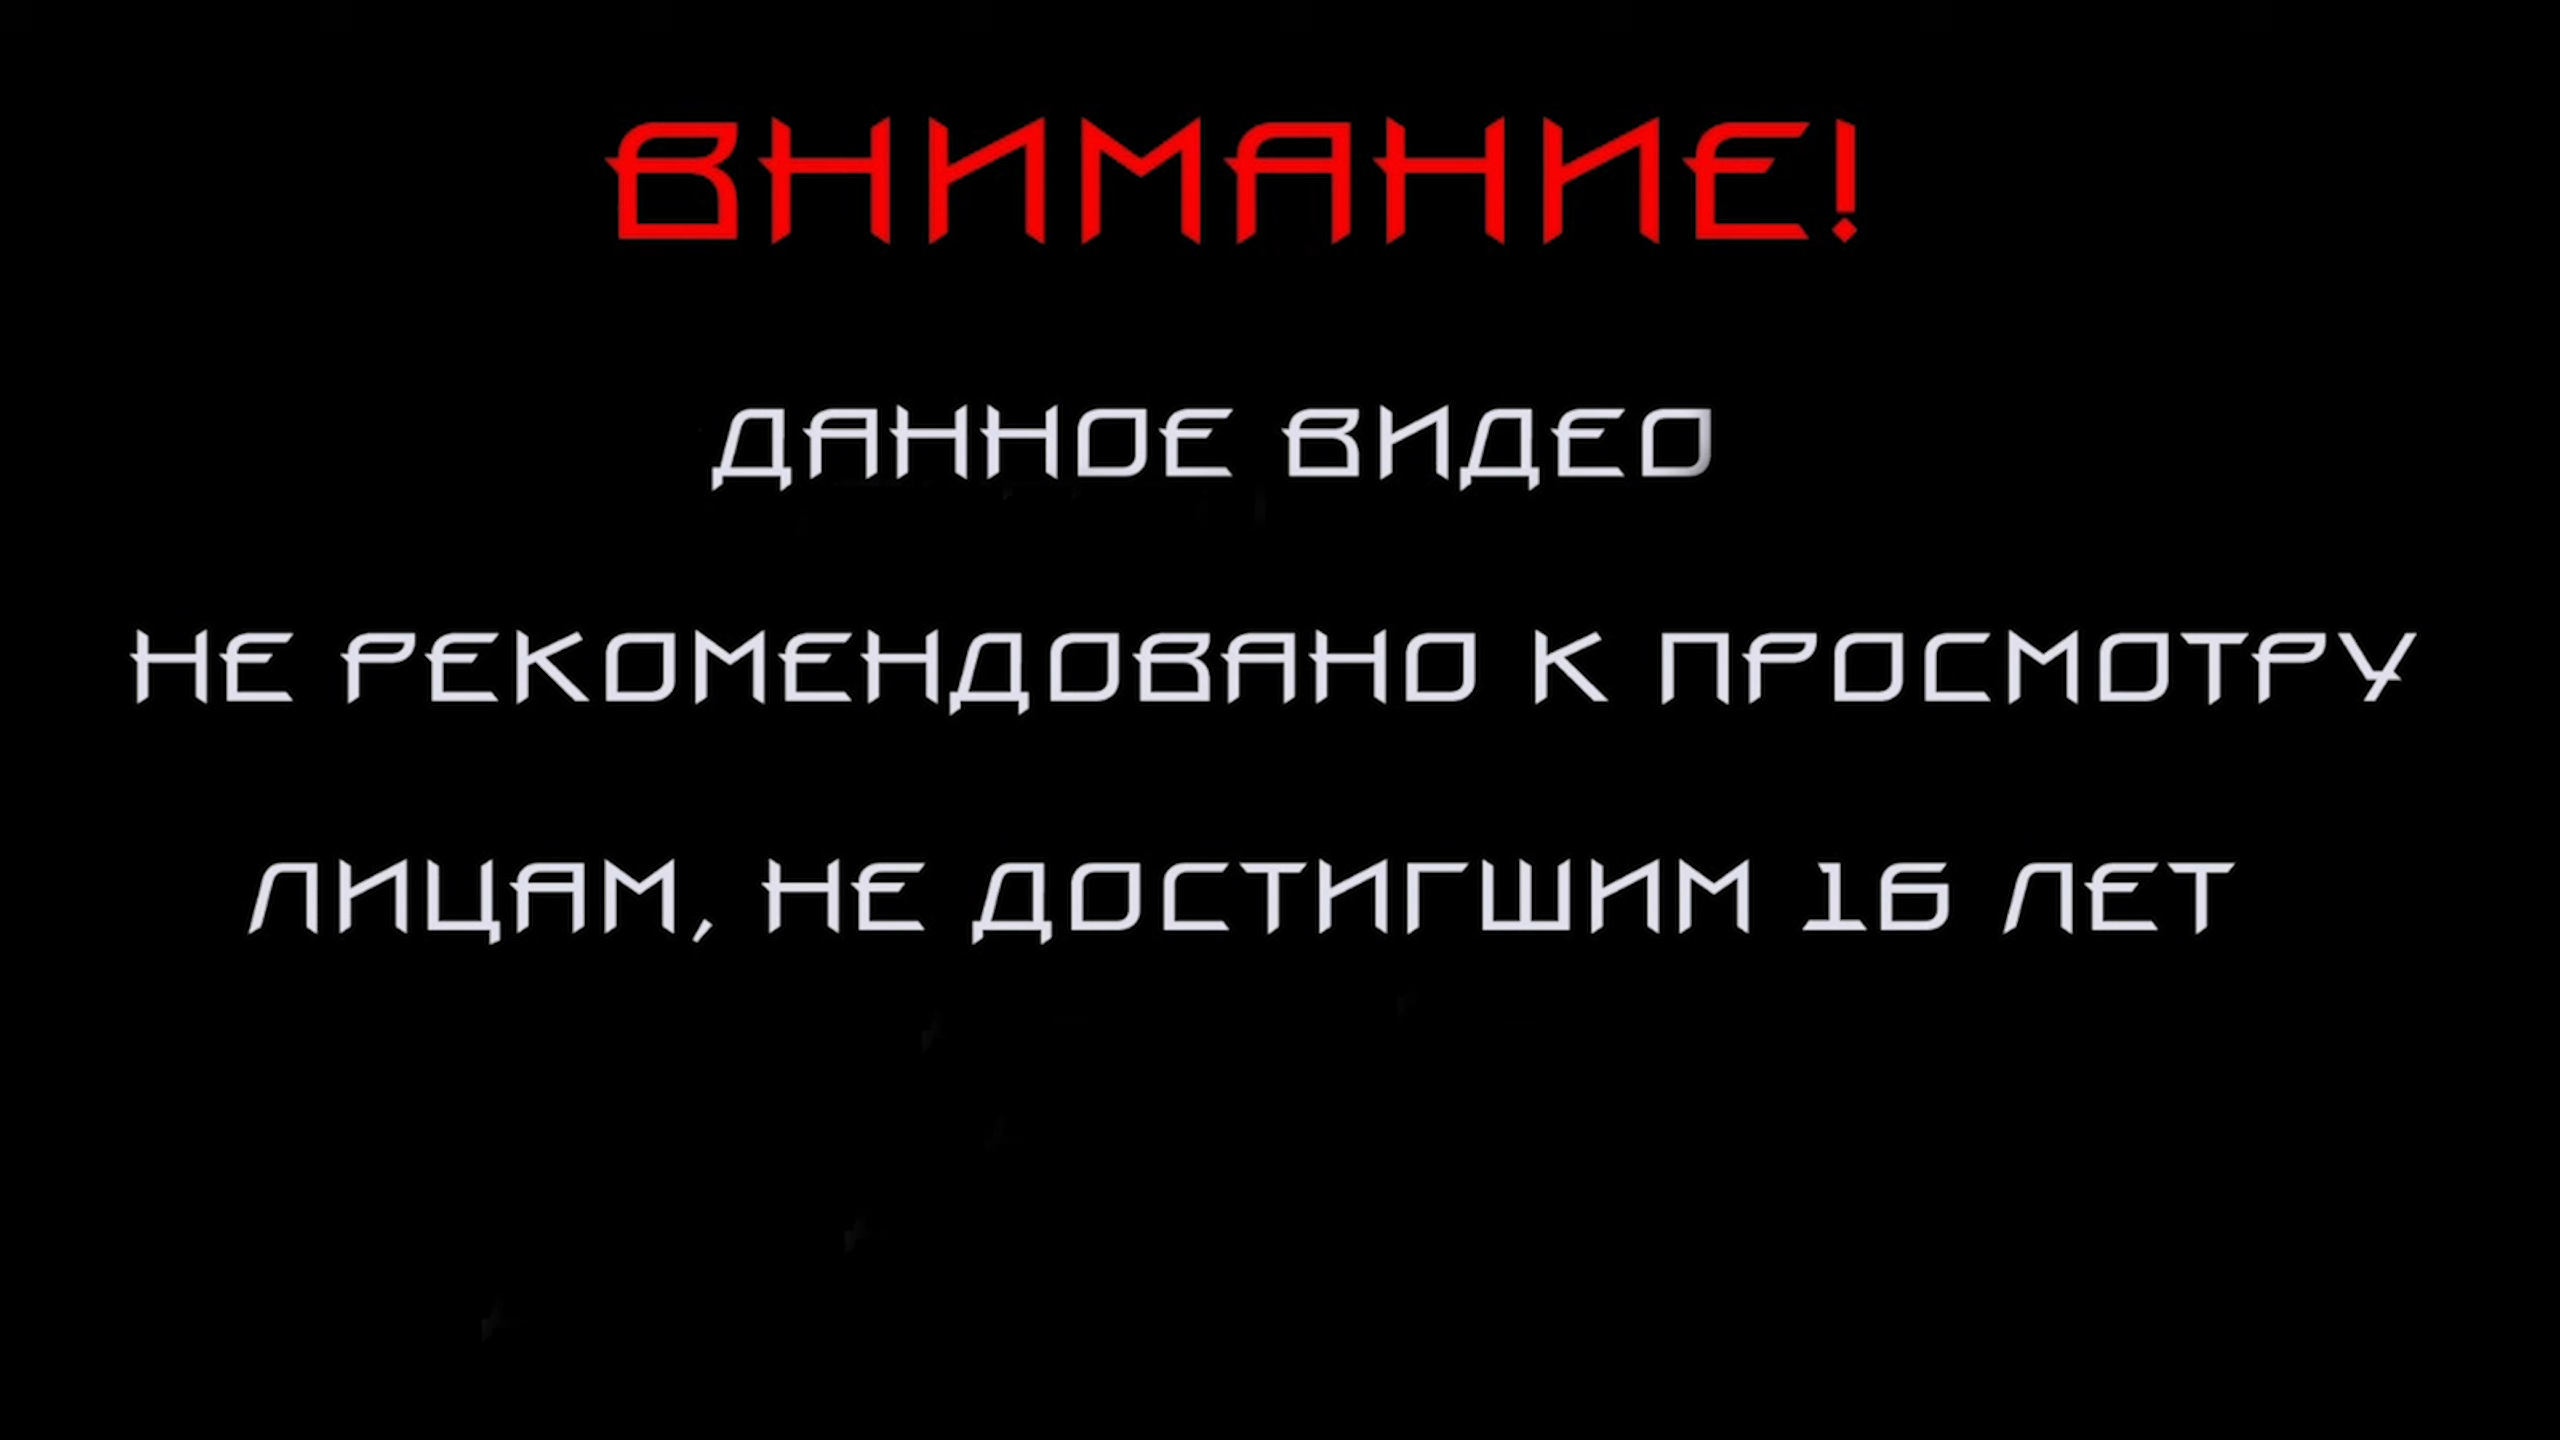 ВНИМАНИЕ!
ДАННОЕ ВИДЕО
НЕ РЕКОМЕНДОВАНО К ПРОСМОТРУ
ЛИЦАМ, НЕ ДОСТИГШИМ 16 ЛЕТ